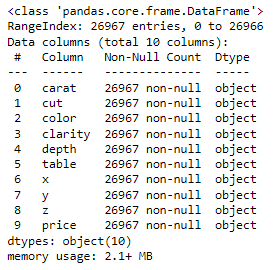 <class 'pandas.core.frame.DataFrame'>
RangeIndex: 26967 entries, 0 to 26966
Data columns (total 10 columns):
 #   Column   Non-Null Count  Dtype
---  ------   --------------  -----
 0   carat    26967 non-null  object
 1   cut      26967 non-null  object
 2   color    26967 non-null  object
 3   clarity  26967 non-null  object
 4   depth    26967 non-null  object
 5   table    26967 non-null  object
 6   x        26967 non-null  object
 7   y        26967 non-null  object
 8   z        26967 non-null  object
 9   price    26967 non-null  object
dtypes: object(10)
memory usage: 2.1+ MB